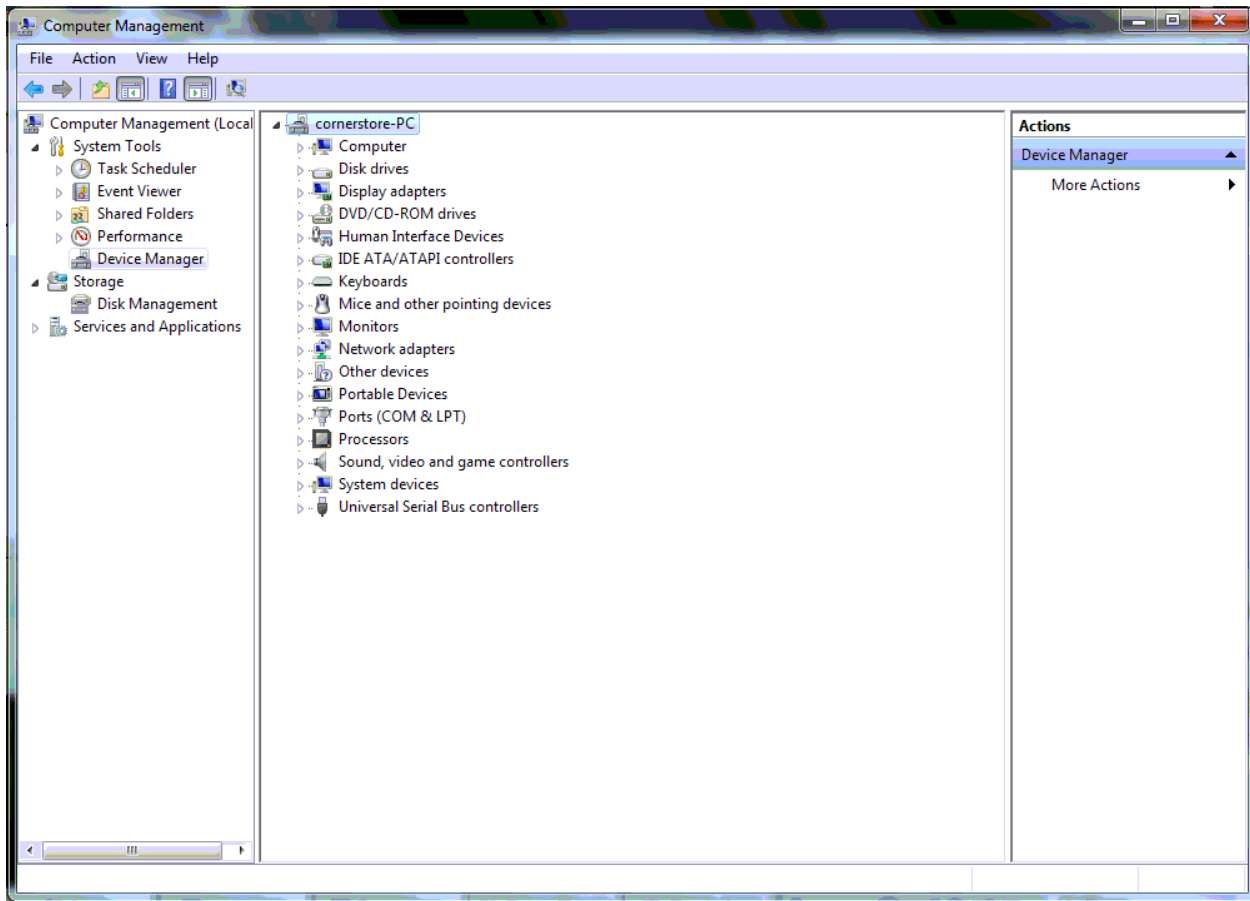 Computer Management
File Action View Help
Computer Management (Local
System Tools
Task Scheduler
Event Viewer
Shared Folders
Performance
Device Manager
Storage
Disk Management
Services and Applications
cornerstore-PC
Computer
Disk drives
Display adapters
DVD/CD-ROM drives
Human Interface Devices
IDE ATA/ATAPI controllers
Keyboards
Mice and other pointing devices
Monitors
Network adapters
Other devices
Portable Devices
Ports (COM & LPT)
Processors
Sound, video and game controllers
System devices
Universal Serial Bus controllers
Actions
Device Manager
More Actions